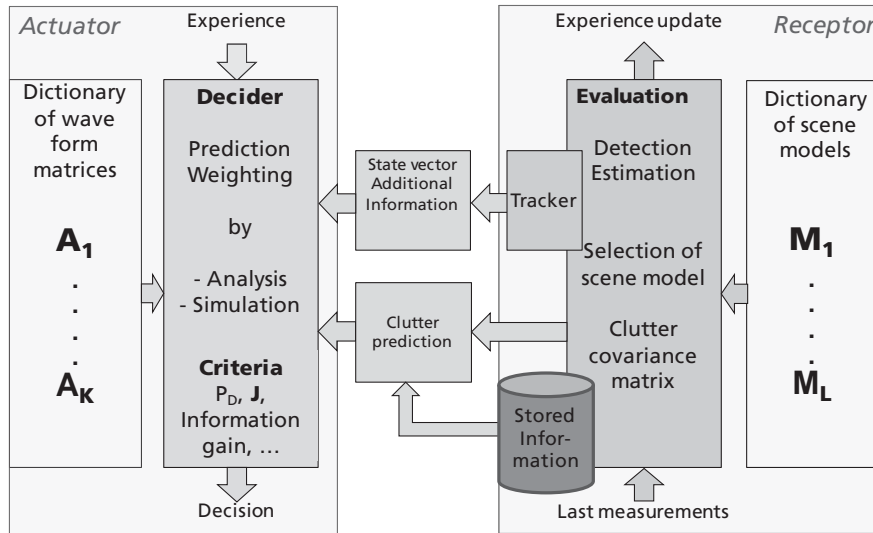 Actuator
Experience
Dictionary
of wave
form
matrices
A1
.
.
.
.
AK
Decider
Prediction
Weighting
by
- Analysis
- Simulation
Criteria
PD, J,
Information
gain, ...
Decision
State vector
Additional
Information
Tracker
Clutter
prediction
Stored
Infor-
mation
Experience update
Receptor
Evaluation
Detection
Estimation
Selection of
scene model
Clutter
covariance
matrix
Last measurements
Dictionary
of scene
models
M1
.
.
.
.
ML